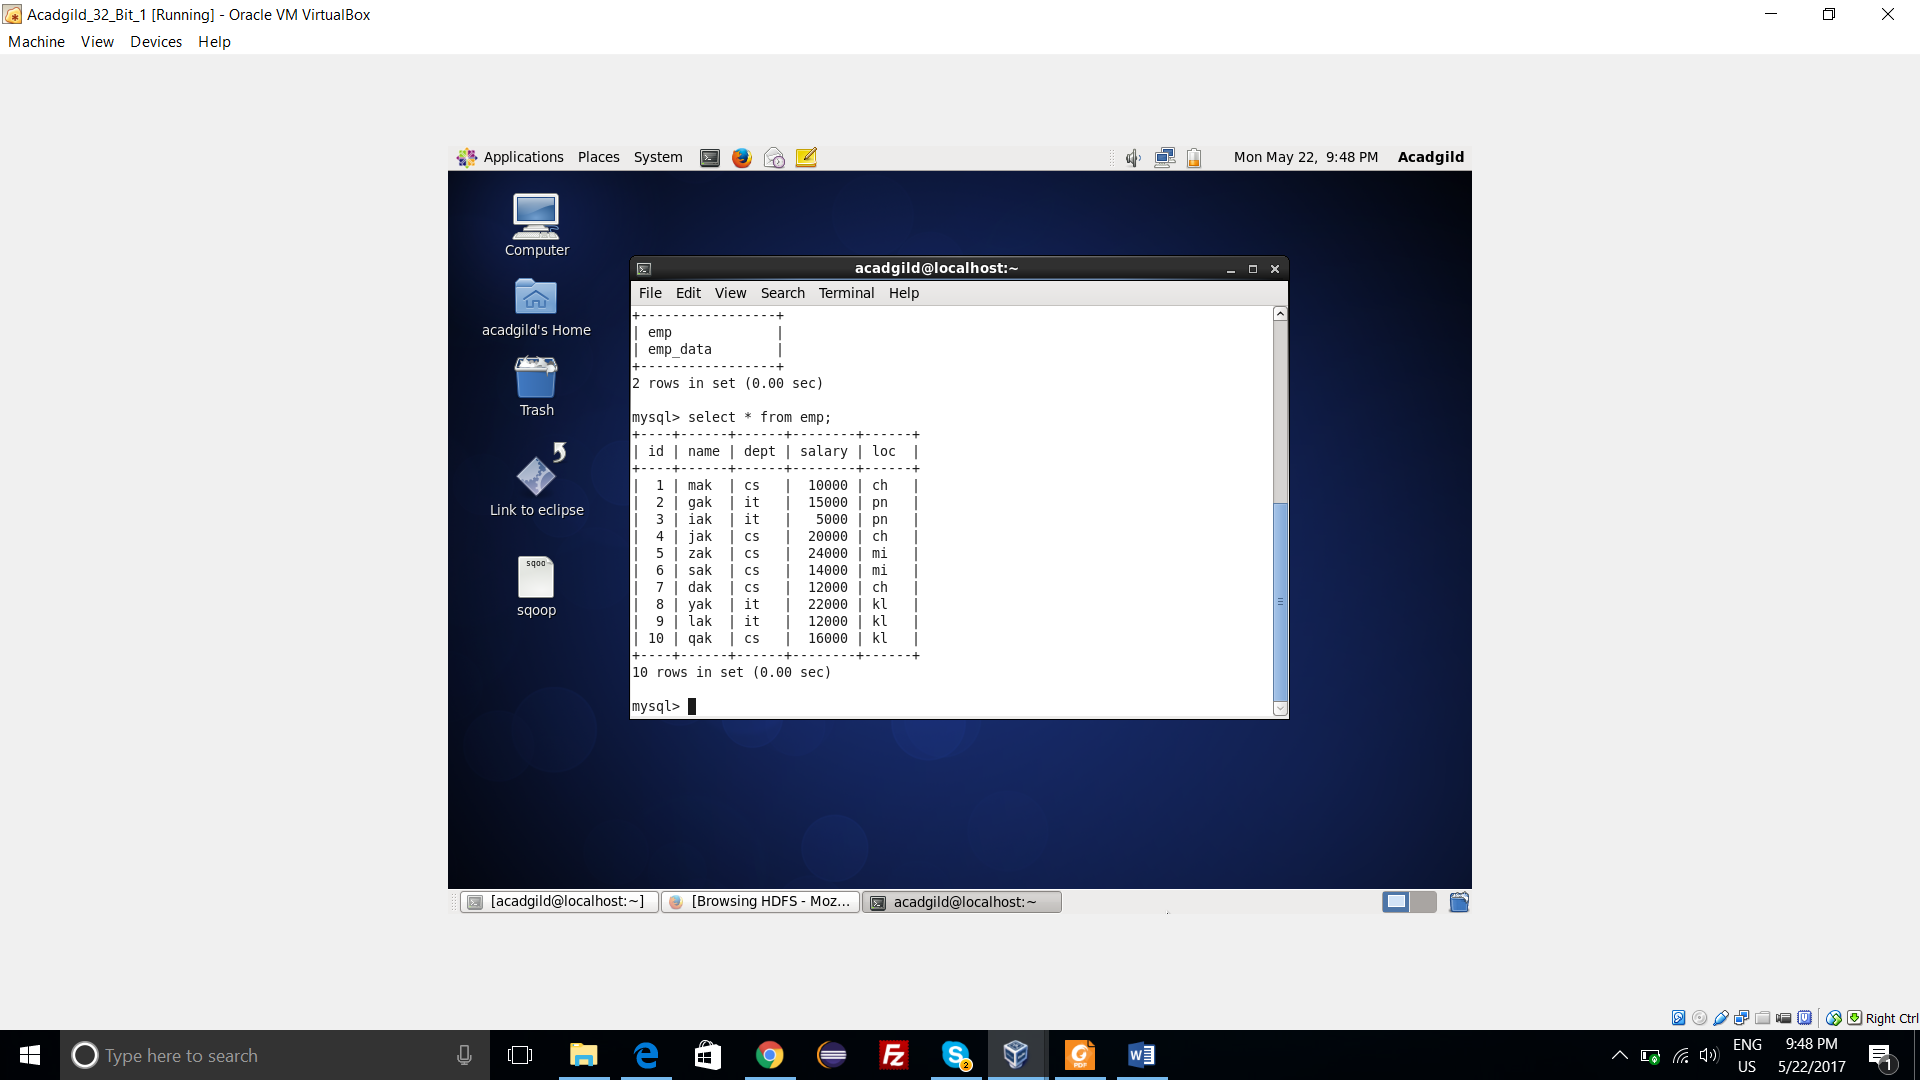 Acadgild_32_Bit_1 [Running] - Oracle VM VirtualBox
Machine View Devices Help
Applications Places System Mon May 22, 9:48 PM Acadgild
Computer
acadgild's Home
Trash
Link to eclipse
sqoo
sqoop
acadgild@localhost:~
File Edit View Search Terminal Help
+-----------------+
| emp             |
| emp_data        |
+-----------------+
2 rows in set (0.00 sec)
mysql> select * from emp;
+----+------+------+--------+------+
| id | name | dept | salary | loc  |
+----+------+------+--------+------+
|  1 | mak  | cs   |  10000 | ch   |
|  2 | gak  | it   |  15000 | pn   |
|  3 | iak  | it   |   5000 | pn   |
|  4 | jak  | cs   |  20000 | ch   |
|  5 | zak  | cs   |  24000 | mi   |
|  6 | sak  | cs   |  14000 | mi   |
|  7 | dak  | cs   |  12000 | ch   |
|  8 | yak  | it   |  22000 | kl   |
|  9 | lak  | it   |  12000 | kl   |
| 10 | qak  | cs   |  16000 | kl   |
+----+------+------+--------+------+
10 rows in set (0.00 sec)
mysql>
[acadgild@localhost:~] [Browsing HDFS - Moz... acadgild@localhost:~
Right Ctrl
Type here to search
Fz
S 2
PDF
W
ENG
US
9:48 PM
5/22/2017
1